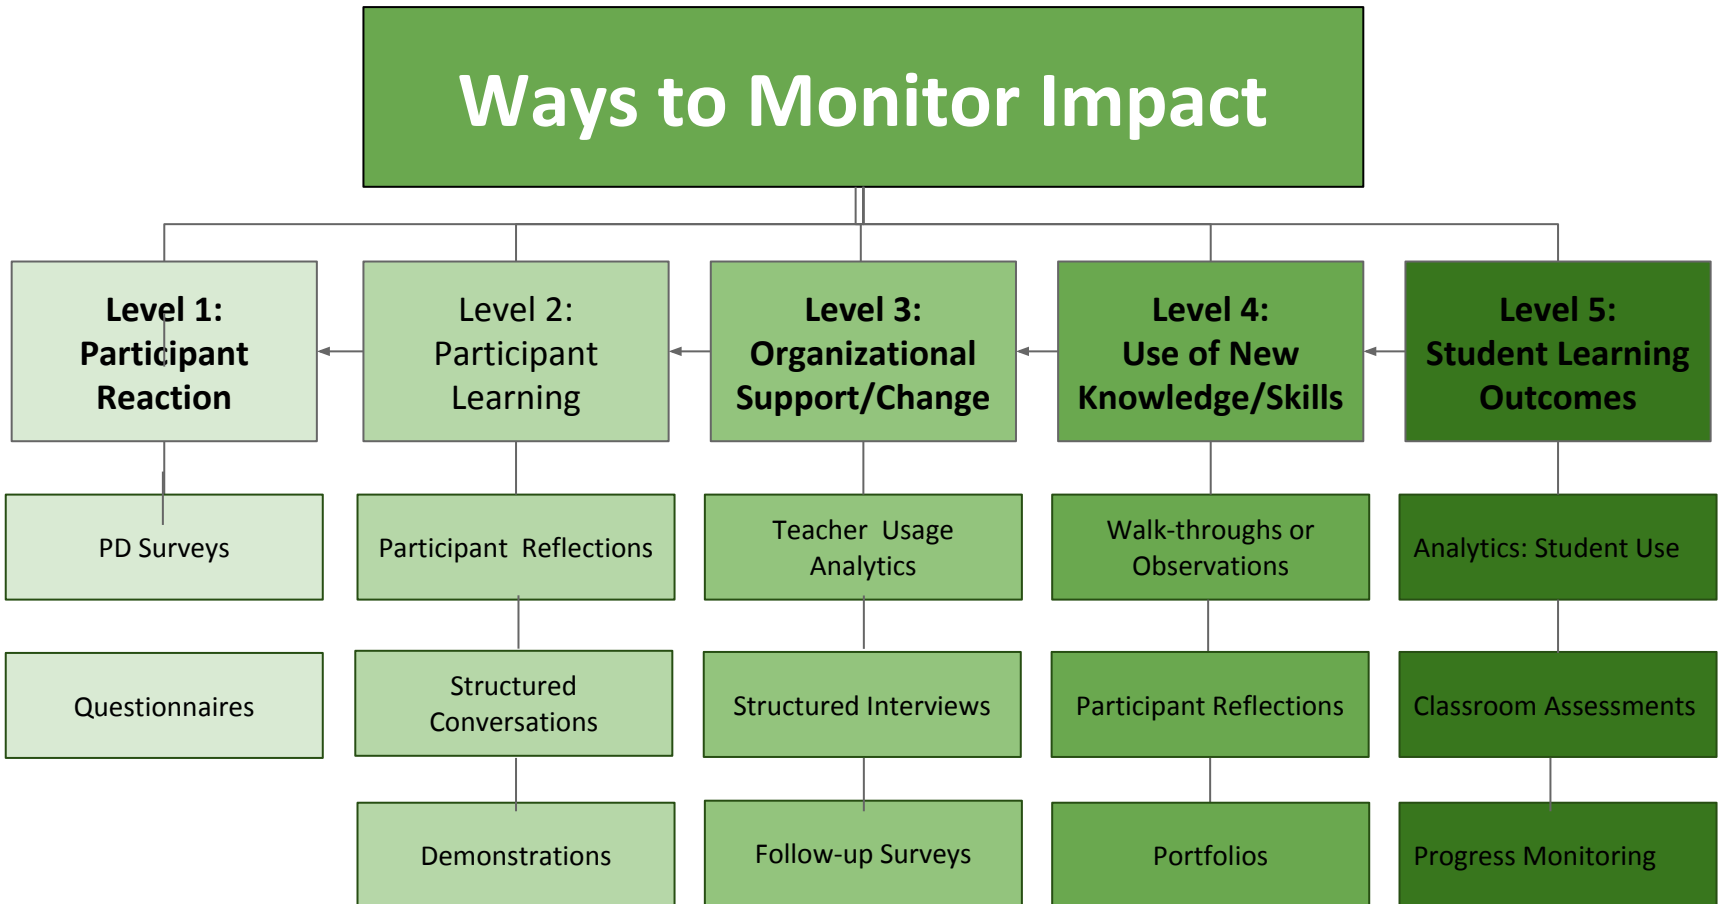 Ways to Monitor Impact
Level 1:
Participant
Reaction
Level 2:
Participant
Learning
Level 3:
Organizational
Support/Change
Level 4:
Use of New
Knowledge/Skills
Level 5:
Student Learning
Outcomes
PD Surveys
Participant  Reflections
Teacher  Usage
Analytics
Walk-throughs or
Observations
Analytics: Student Use
Questionnaires
Structured
Conversations
Structured Interviews
Participant Reflections
Classroom Assessments
Demonstrations
Follow-up Surveys
Portfolios
Progress Monitoring